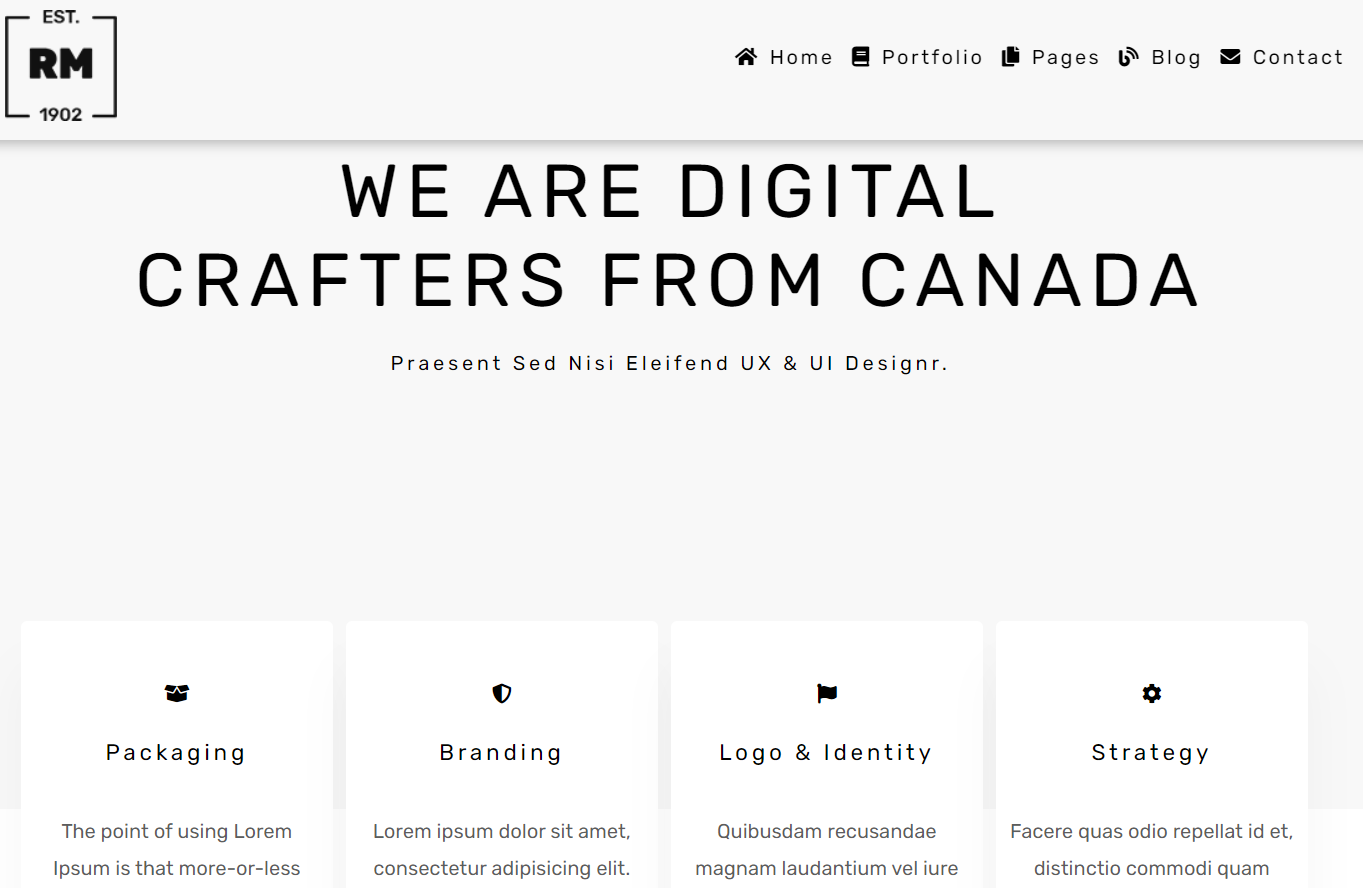 EST.
RM
1902
Home Portfolio Pages Blog Contact
WE ARE DIGITAL
CRAFTERS FROM CANADA
Praesent Sed Nisi Eleifend UX & UI Designr.
Packaging
The point of using Lorem
Ipsum is that more-or-less
Branding
Lorem ipsum dolor sit amet,
consectetur adipisicing elit.
Logo & Identity
Quibusdam recusandae
magnam laudantium vel iure
Strategy
Facere quas odio repellat id et,
distinctio commodi quam